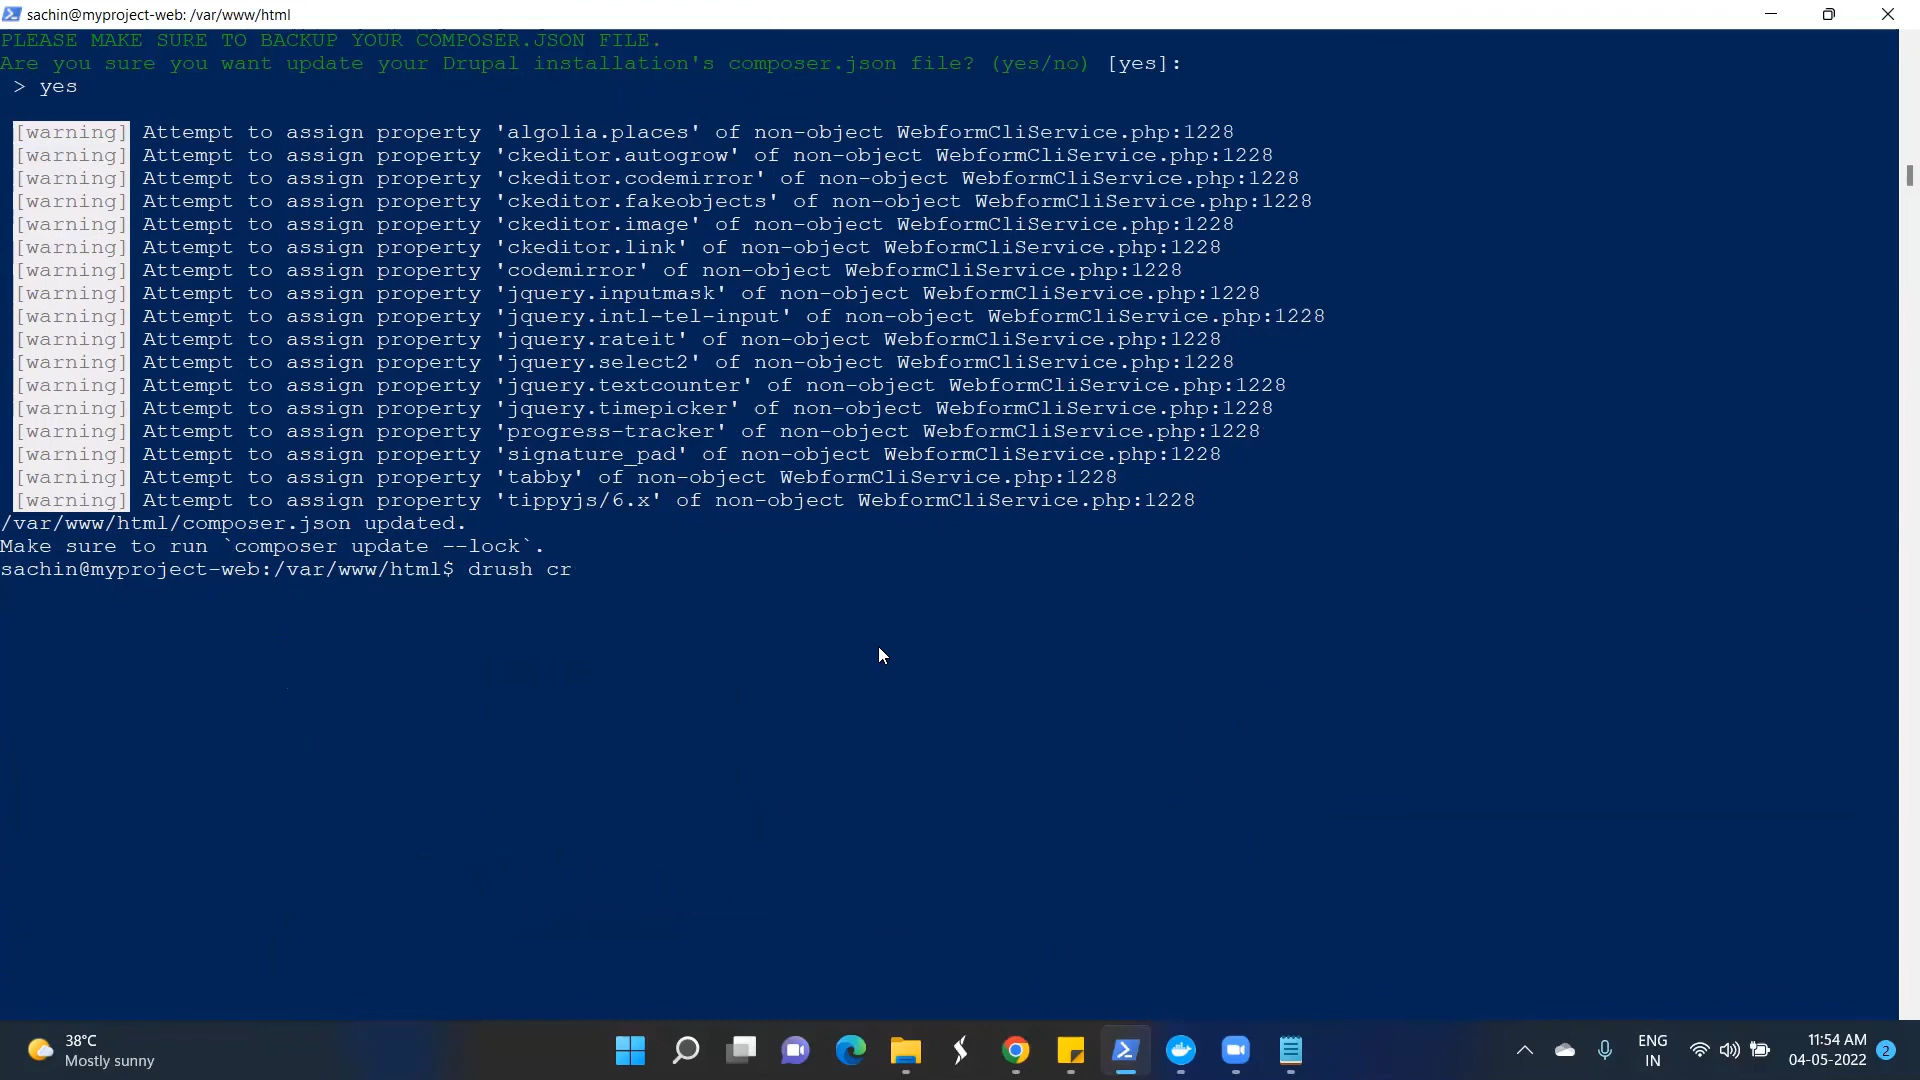 sachin@myproject-web: /var/www/html
PLEASE MAKE SURE TO BACKUP YOUR COMPOSER.JSON FILE.
Are you sure you want update your Drupal installation's composer.json file? (yes/no) [yes]:
> yes
[warning] Attempt to assign property 'algolia.places' of non-object WebformCliService.php:1228
[warning] Attempt to assign property 'ckeditor.autogrow' of non-object WebformCliService.php:1228
[warning] Attempt to assign property 'ckeditor.codemirror' of non-object WebformCliService.php:1228
[warning] Attempt to assign property 'ckeditor.fakeobjects' of non-object WebformCliService.php:1228
[warning] Attempt to assign property 'ckeditor.image' of non-object WebformCliService.php:1228
[warning] Attempt to assign property 'ckeditor.link' of non-object WebformCliService.php:1228
[warning] Attempt to assign property 'codemirror' of non-object WebformCliService.php:1228
[warning] Attempt to assign property 'jquery.inputmask' of non-object WebformCliService.php:1228
[warning] Attempt to assign property 'jquery.intl-tel-input' of non-object WebformCliService.php:1228
[warning] Attempt to assign property 'jquery.rateit' of non-object WebformCliService.php:1228
[warning] Attempt to assign property 'jquery.select2' of non-object WebformCliService.php:1228
[warning] Attempt to assign property 'jquery.textcounter' of non-object WebformCliService.php:1228
[warning] Attempt to assign property 'jquery.timepicker' of non-object WebformCliService.php:1228
[warning] Attempt to assign property 'progress-tracker' of non-object WebformCliService.php:1228
[warning] Attempt to assign property 'signature_pad' of non-object WebformCliService.php:1228
[warning] Attempt to assign property 'tabby' of non-object WebformCliService.php:1228
[warning] Attempt to assign property 'tippyjs/6.x' of non-object WebformCliService.php:1228
/var/www/html/composer.json updated.
Make sure to run `composer update --lock`.
sachin@myproject-web:/var/www/html$ drush cr
38°C
Mostly sunny
ENG
IN
11:54 AM
04-05-2022
2